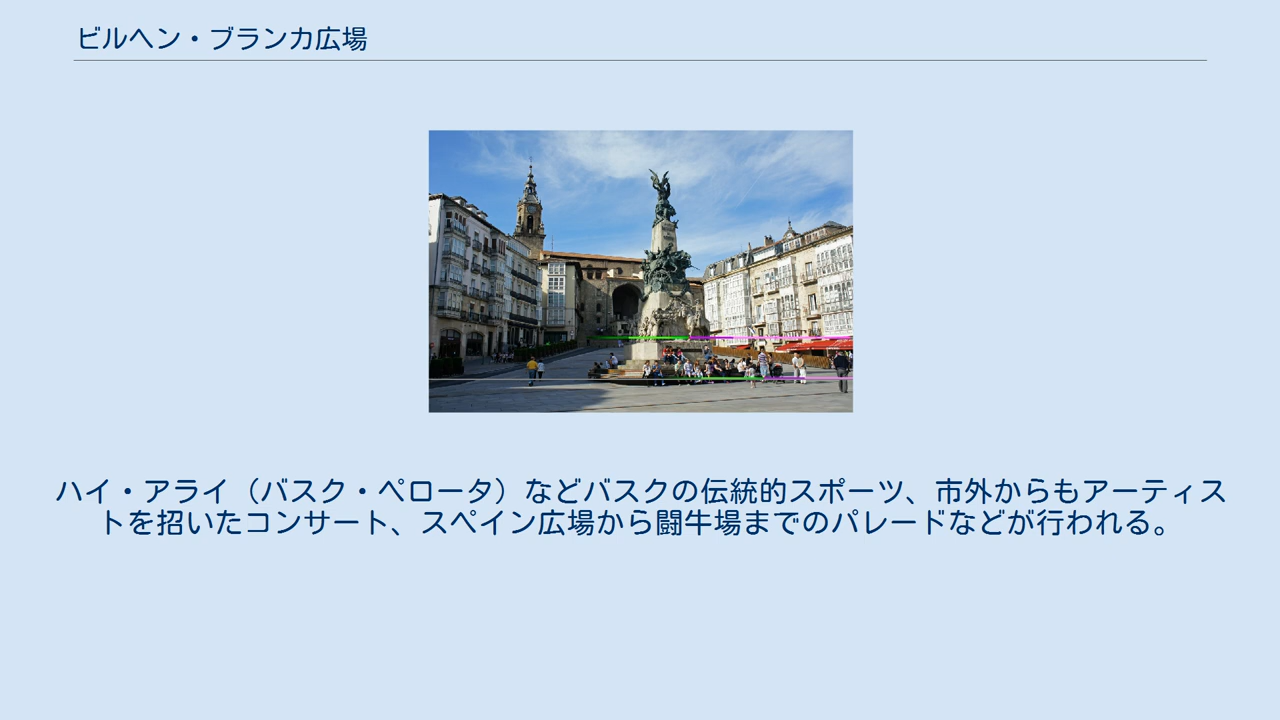 ビルヘン・ブランカ広場
ハイ・アライ（バスク・ペロータ）などバスクの伝統的スポーツ、市外からもアーティス
トを招いたコンサート、スペイン広場から闘牛場までのパレードなどが行われる。